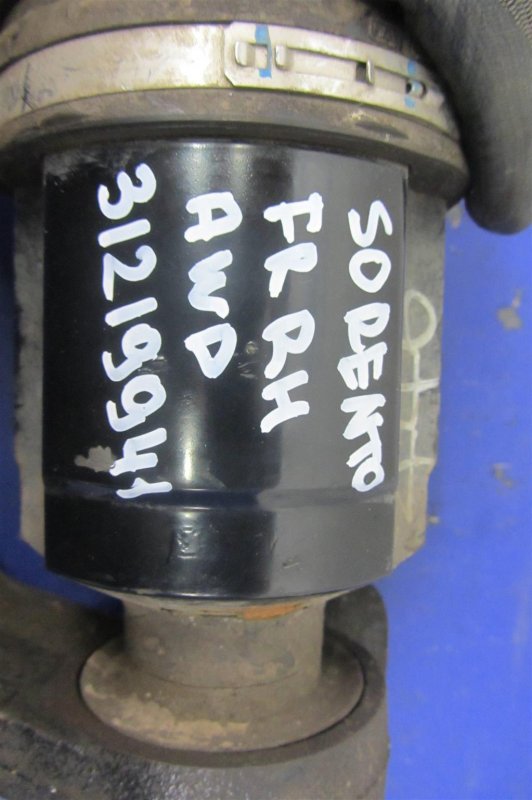 SORENTO
FR RH
AWD
31219941